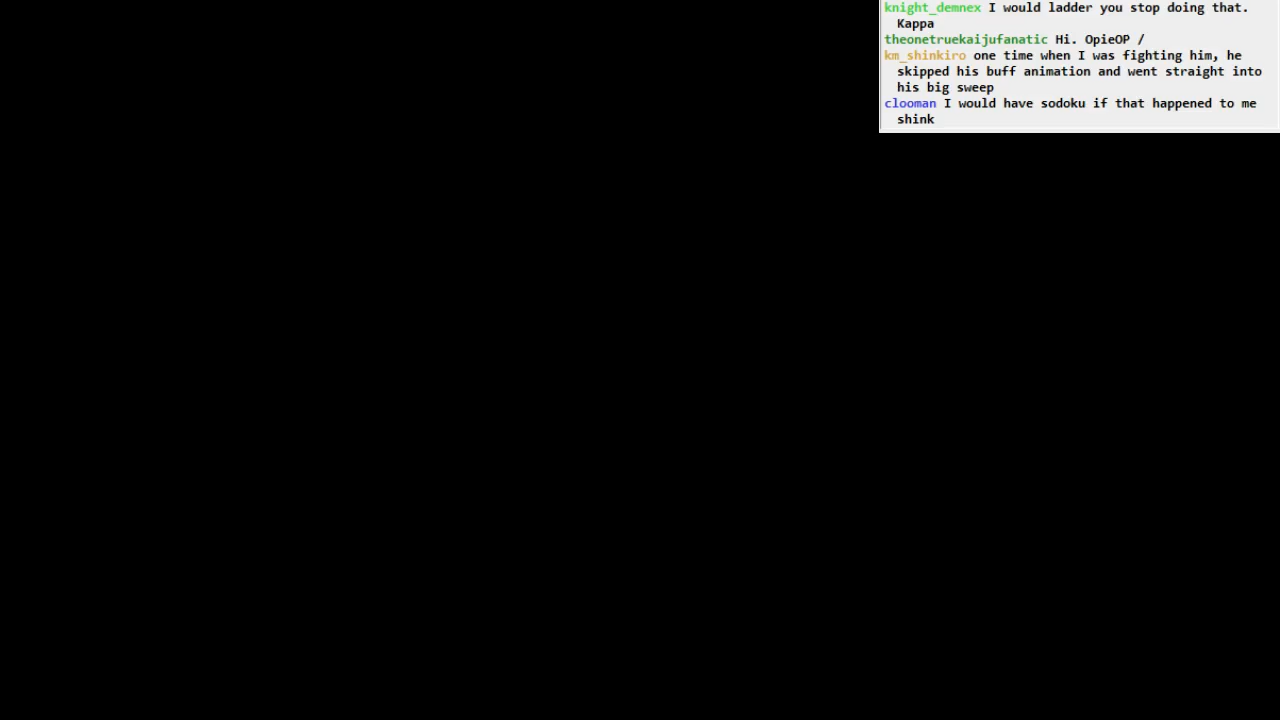 knight_demnex I would ladder you stop doing that.
Kappa
theonetruekaijufanatic Hi. OpieOP /
km_shinkiro one time when I was fighting him, he
skipped his buff animation and went straight into
his big sweep
clooman I would have sodoku if that happened to me
shink